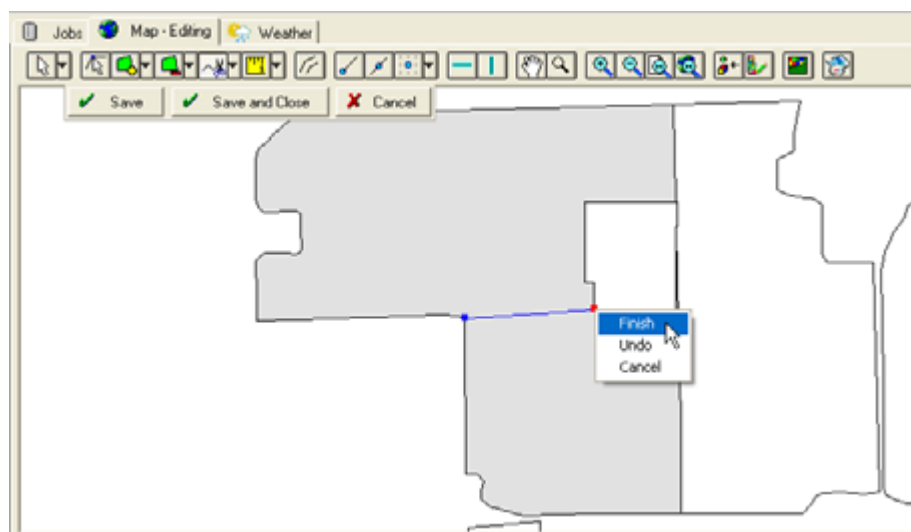 Jobs Map - Editing Weather
Save Save and Close Cancel
Finish
Undo
Cancel